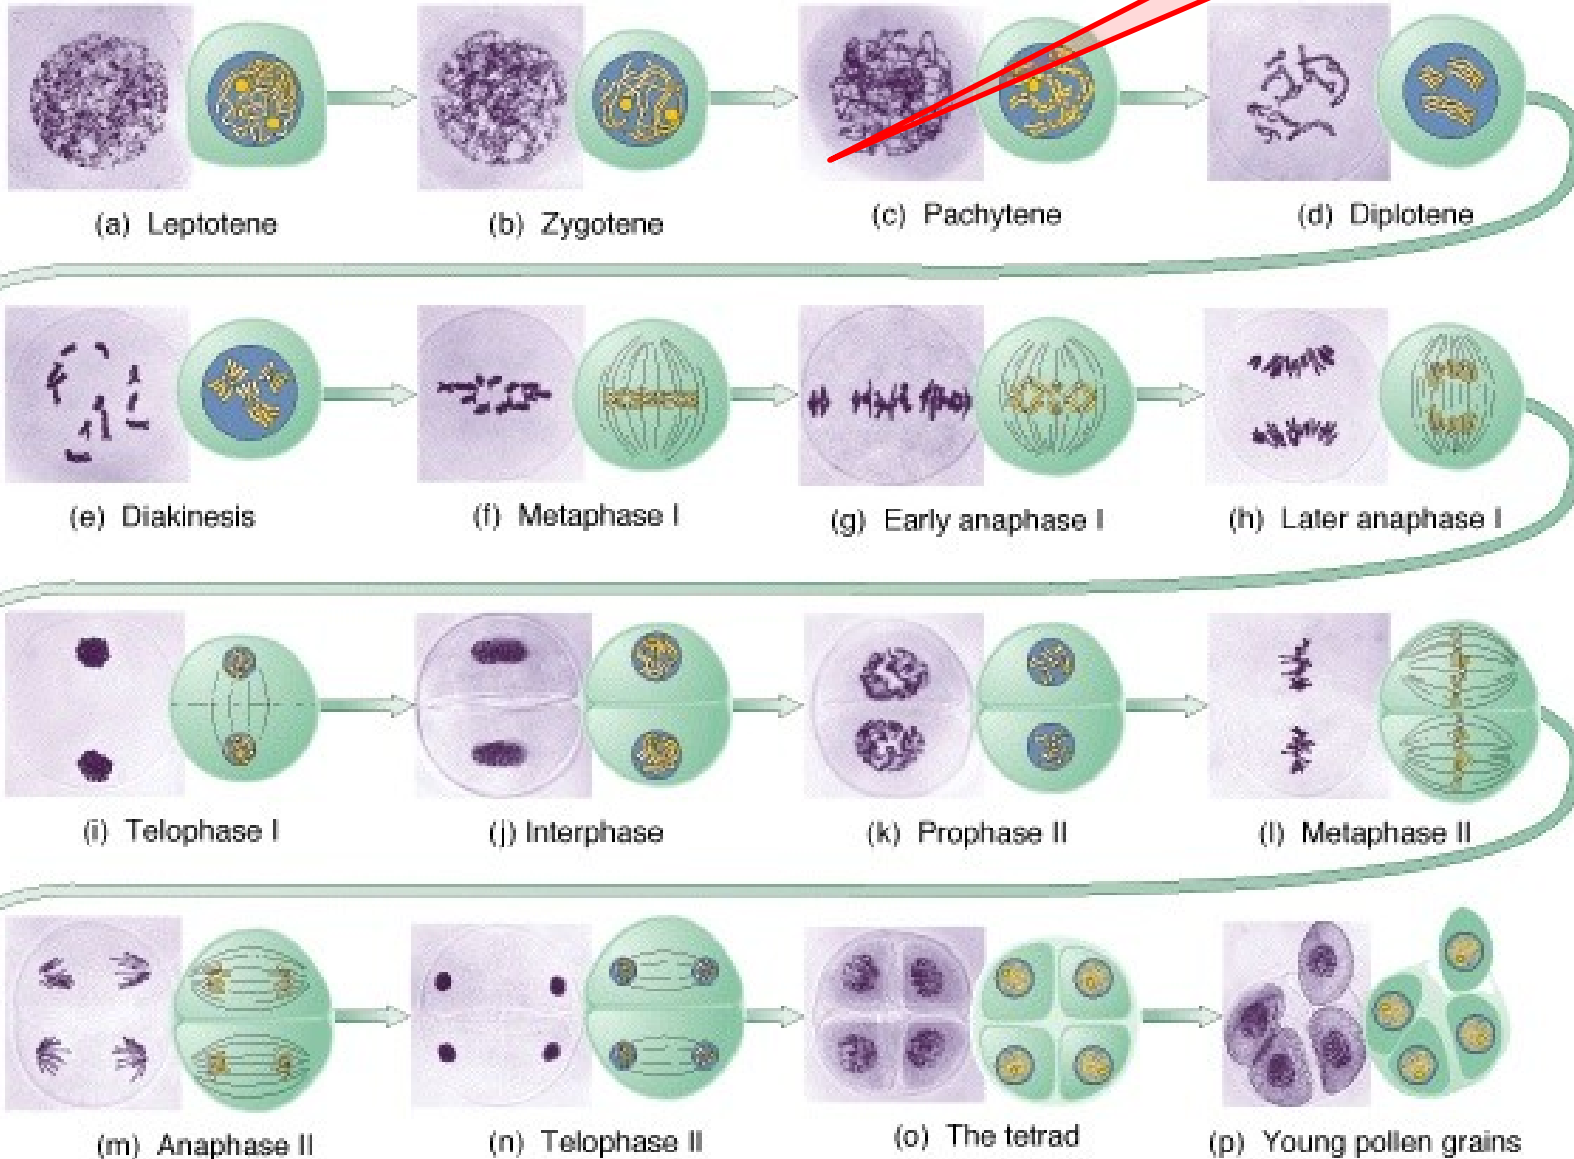 (a) Leptotene
(b) Zygotene
(c) Pachytene
(d) Diplotene
(e) Diakinesis
(f) Metaphase I
(g) Early anaphase I
(h) Later anaphase I
(i) Telophase I
(j) Interphase
(k) Prophase II
(l) Metaphase II
(m) Anaphase II
(n) Telophase II
(o) The tetrad
(p) Young pollen grains